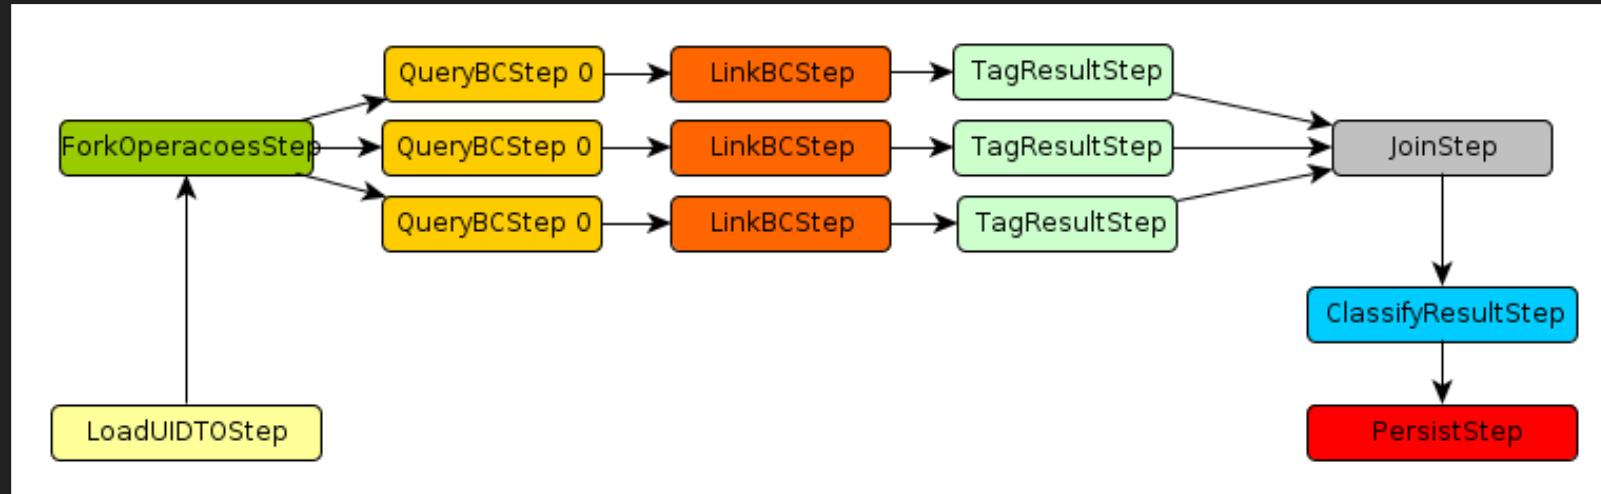 QueryBCStep 0
LinkBCStep
TagResultStep
ForkOperacoesStep
QueryBCStep 0
LinkBCStep
TagResultStep
JoinStep
QueryBCStep 0
LinkBCStep
TagResultStep
ClassifyResultStep
LoadUIDTOStep
PersistStep